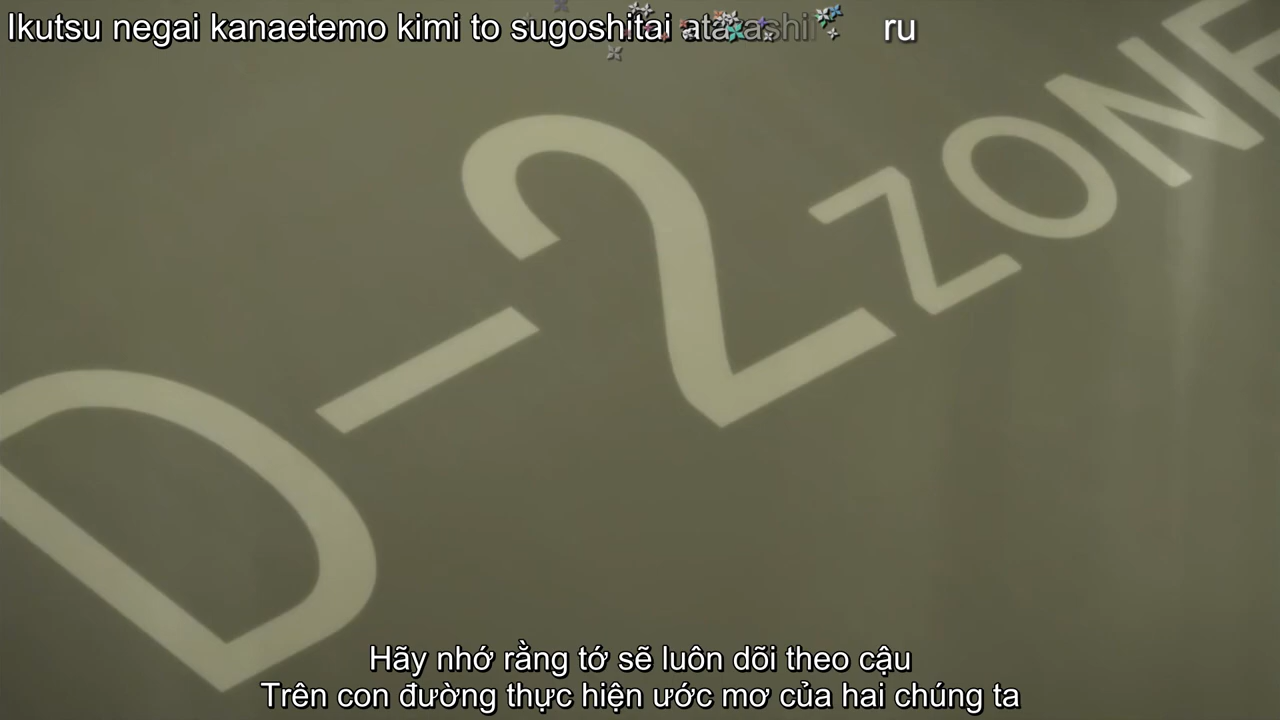 Ikutsu negai kanaetemo kimi to sugoshitai atarashii ru
D-2 ZONE
Hãy nhớ rằng tớ sẽ luôn dõi theo cậu
Trên con đường thực hiện ước mơ của hai chúng ta